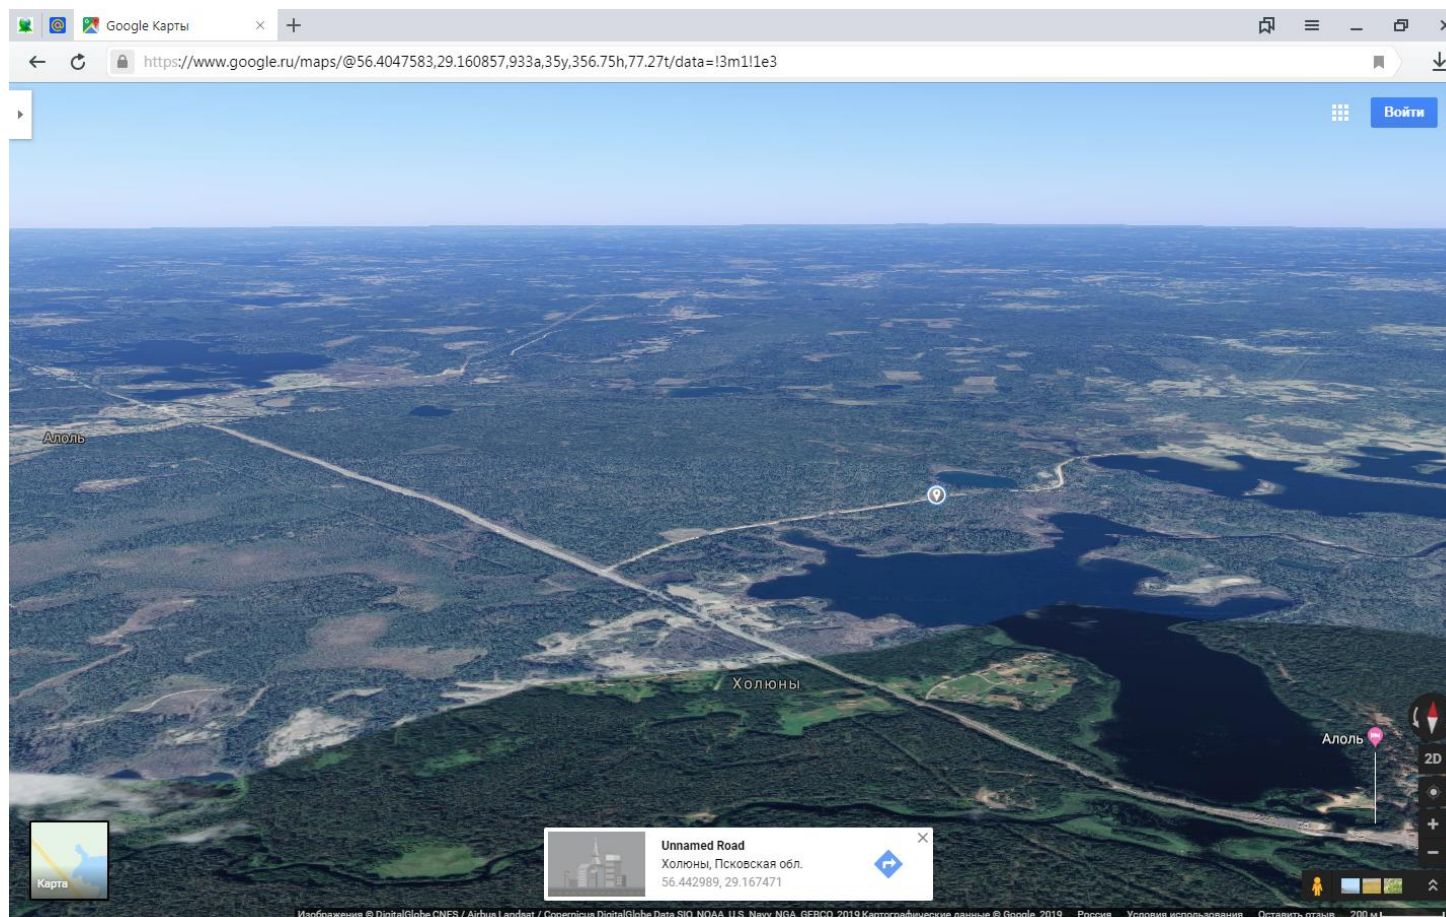 Google Карты
https://www.google.ru/maps/@56.4047583,29.160857,933a,35y,356.75h,77.27t/data=!3m1!1e3
Войти
Алоль
Холюны
Алоль
2D
Unnamed Road
Холюны, Псковская обл.
56.442989, 29.167471
Карта
Изображения © DigitalGlobe,CNES / Airbus,Landsat / Copernicus,DigitalGlobe,Data SIO, NOAA, U.S. Navy, NGA, GEBCO, 2019 Картографические данные © Google, 2019 Россия Условия использования Оставить отзыв 200 м